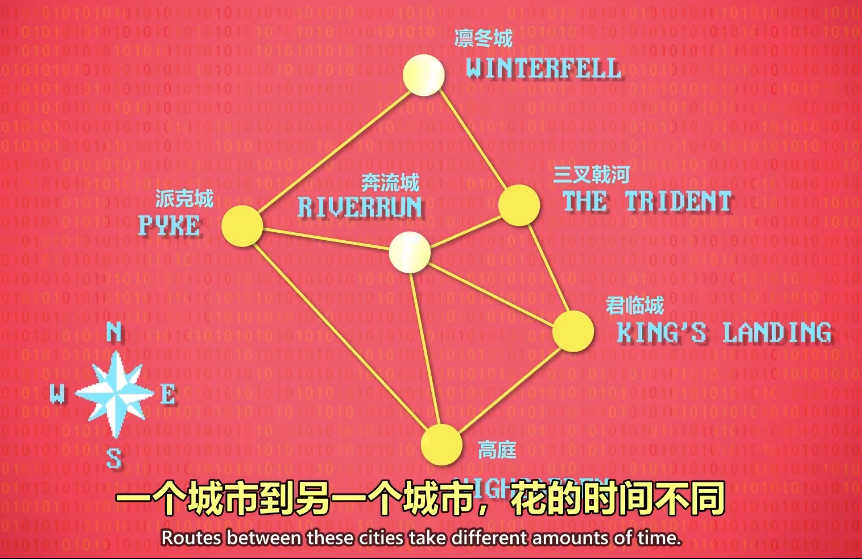 凛冬城
WINTERFELL
三叉戟河
THE TRIDENT
奔流城
RIVERRUN
派克城
PYKE
君临城
KING'S LANDING
N
W
E
S
高庭
一个城市到另一个城市，花的时间不同
Routes between these cities take different amounts of time.